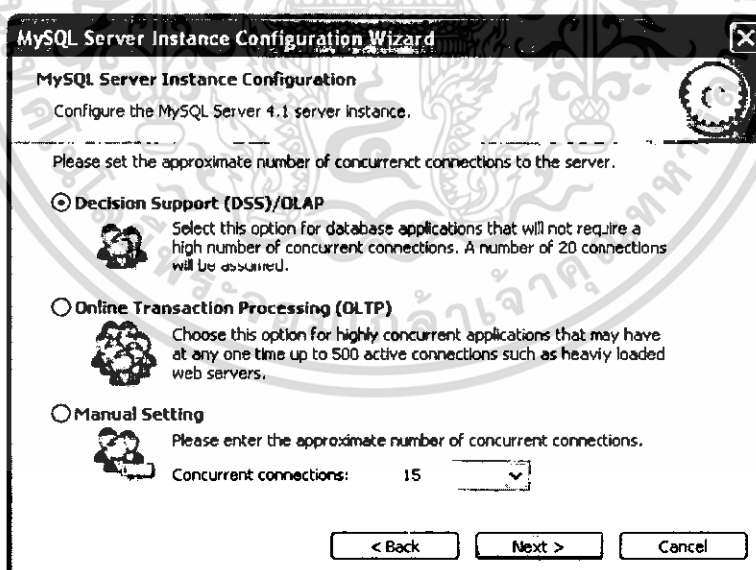 MySQL Server Instance Configuration Wizard
MySQL Server Instance Configuration
Configure the MySQL Server 4.1 server instance.
Please set the approximate number of concurrenct connections to the server.
Decision Support (DSS)/OLAP
Select this option for database applications that will not require a
high number of concurrent connections. A number of 20 connections
will be assumed.
Online Transaction Processing (OLTP)
Choose this option for highly concurrent applications that may have
at any one time up to 500 active connections such as heavily loaded
web servers.
Manual Setting
Please enter the approximate number of concurrent connections.
Concurrent connections: 15
< Back Next > Cancel